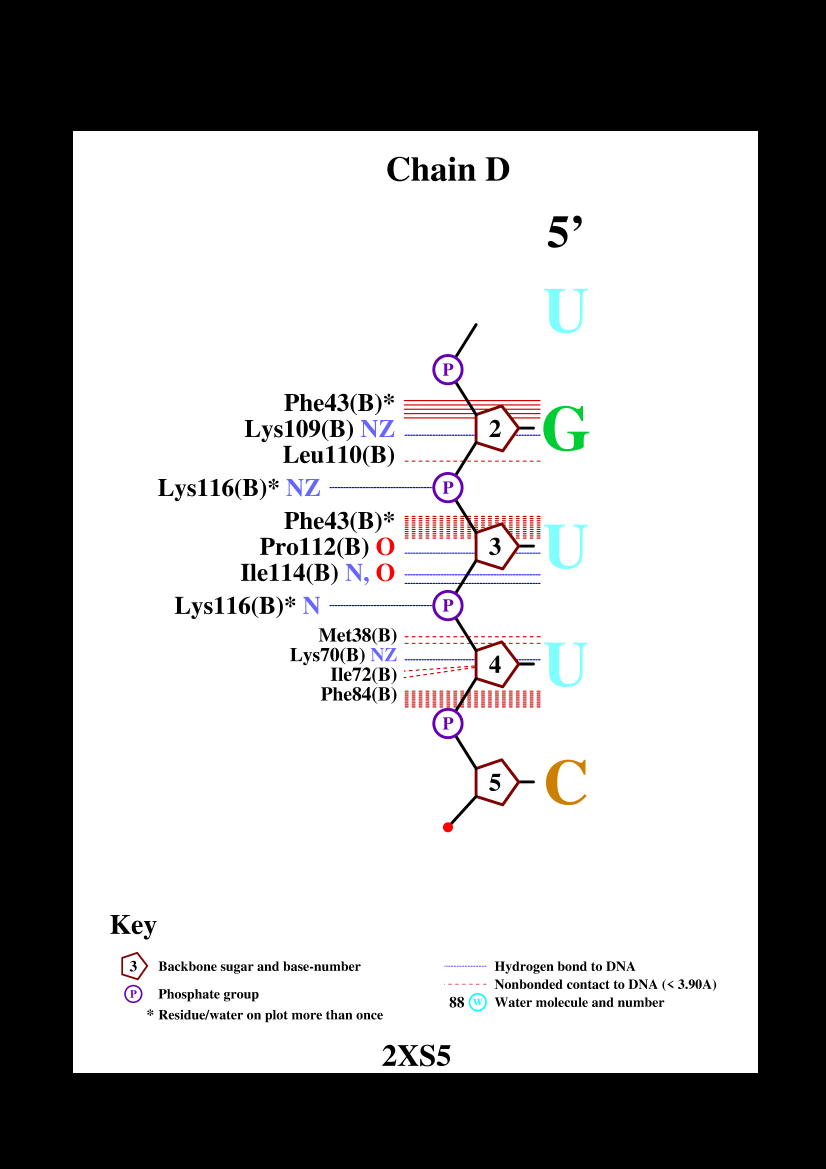 Chain D
5’
U
P
Phe43(B)*
Lys109(B) NZ
2 G
Leu110(B)
Lys116(B)* NZ P
Phe43(B)*
Pro112(B) O 3 U
Ile114(B) N, O
Lys116(B)* N P
Met38(B)
Lys70(B) NZ
4 U
Ile72(B)
Phe84(B)
P
5 C
Key
3 Backbone sugar and base-number
P Phosphate group
* Residue/water on plot more than once
Hydrogen bond to DNA
Nonbonded contact to DNA (< 3.90A)
88 W Water molecule and number
2XS5